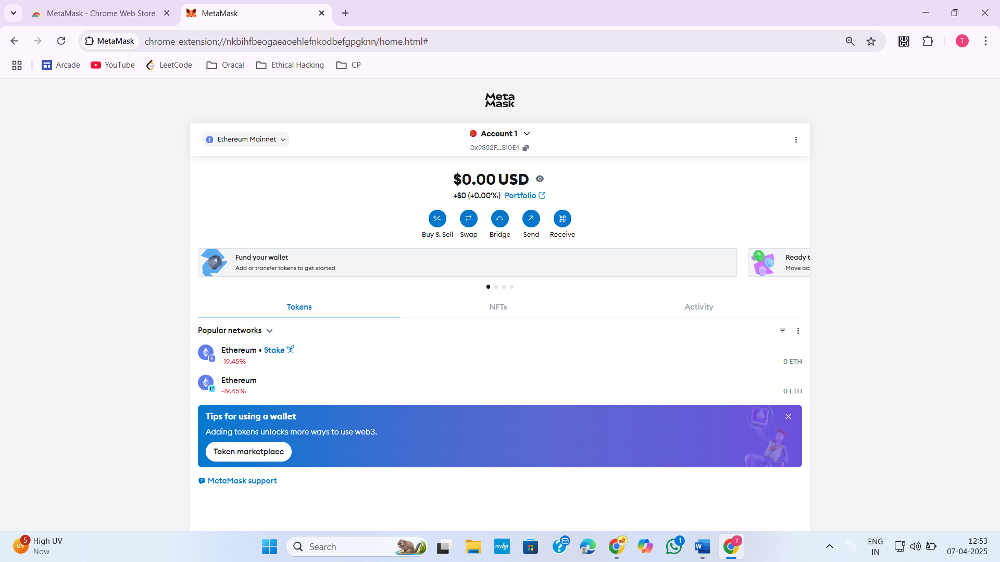 MetaMask - Chrome Web Store
MetaMask
MetaMask
chrome-extension://nkbihfbeogaeaoehlefnkodbefgpgknn/home.html#
T
Arcade
YouTube
LeetCode
Oracal
Ethical Hacking
CP
Meta
Mask
Ethereum Mainnet
Account 1
0x9382F...310E4
$0.00 USD
+$0 (+0.00%) Portfolio
Buy & Sell
Swap
Bridge
Send
Receive
Fund your wallet
Add or transfer tokens to get started
Ready t
Move acr
Tokens
NFTs
Activity
Popular networks
Ethereum • Stake
-19.45%
0 ETH
Ethereum
-19.45%
0 ETH
Tips for using a wallet
Adding tokens unlocks more ways to use web3.
Token marketplace
MetaMask support
5
UV
High UV
Now
Search
myhp
1
W
T
ENG
IN
12:53
07-04-2025